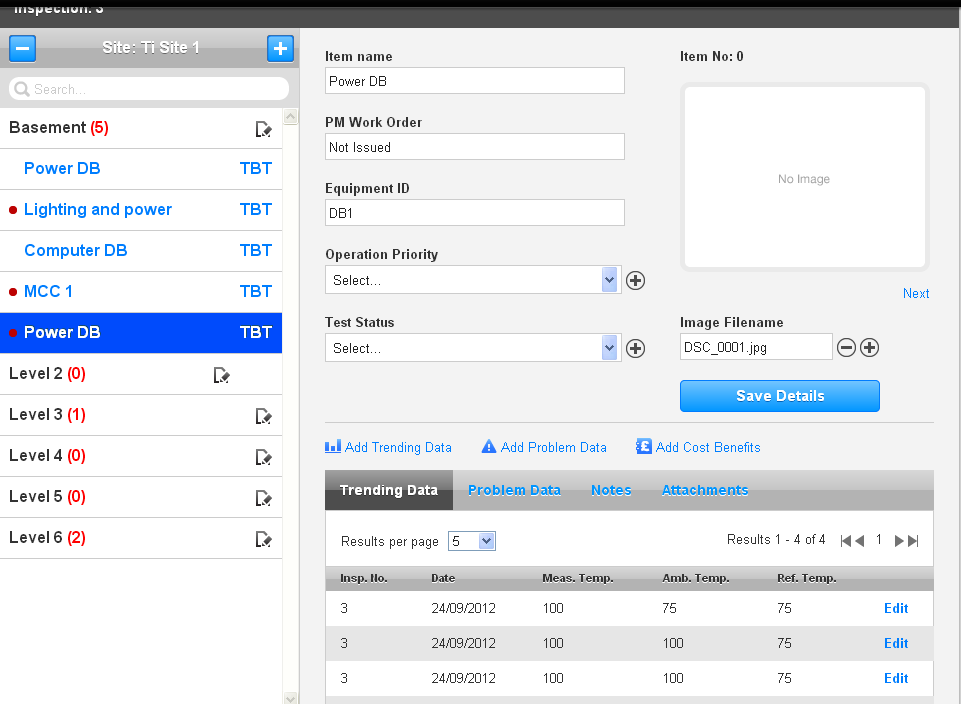 Inspection: 3
Site: Ti Site 1
Search...
Basement (5)
Power DB TBT
Lighting and power TBT
Computer DB TBT
MCC 1 TBT
Power DB TBT
Level 2 (0)
Level 3 (1)
Level 4 (0)
Level 5 (0)
Level 6 (2)
Item name
Power DB
PM Work Order
Not Issued
Equipment ID
DB1
Operation Priority
Select...
Test Status
Select...
Item No: 0
No Image
Next
Image Filename
DSC_0001.jpg
Save Details
Add Trending Data Add Problem Data Add Cost Benefits
Trending Data Problem Data Notes Attachments
Results per page 5 Results 1 - 4 of 4 1
Insp. No. Date Meas. Temp. Amb. Temp. Ref. Temp.
3 24/09/2012 100 75 75 Edit
3 24/09/2012 100 100 75 Edit
3 24/09/2012 100 100 75 Edit